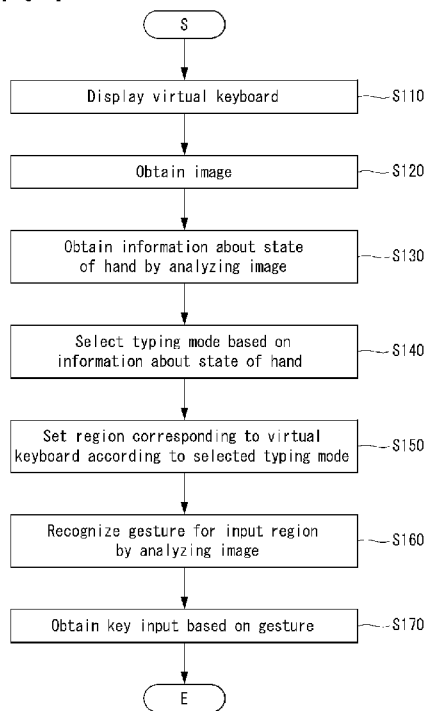 S
Display virtual keyboard
S110
Obtain image
S120
Obtain information about state
of hand by analyzing image
S130
Select typing mode based on
information about state of hand
S140
Set region corresponding to virtual
keyboard according to selected typing mode
S150
Recognize gesture for input region
by analyzing image
S160
Obtain key input based on gesture
S170
E